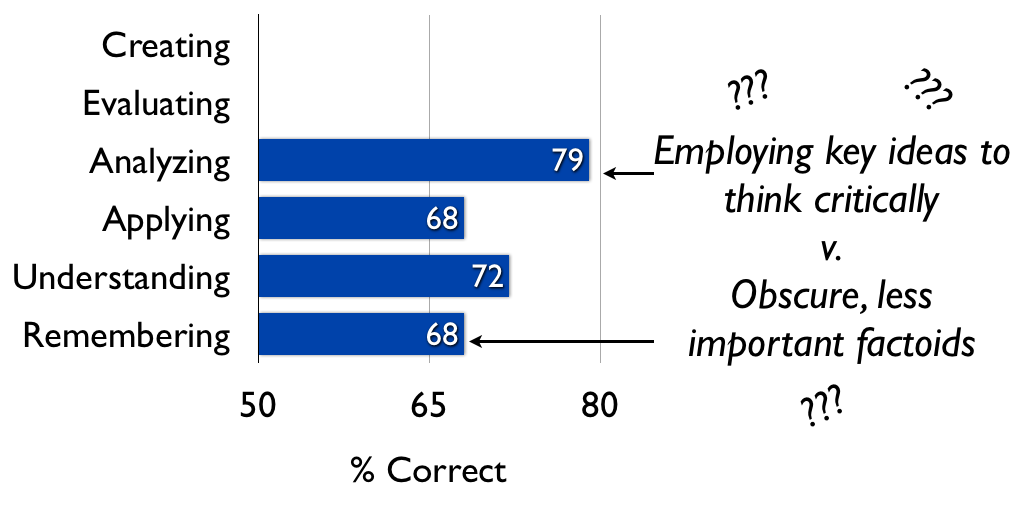 Creating
Evaluating
Analyzing 79
Applying 68
Understanding 72
Remembering 68
50 65 80
% Correct
??? ???
Employing key ideas to
think critically
v.
Obscure, less
important factoids
???